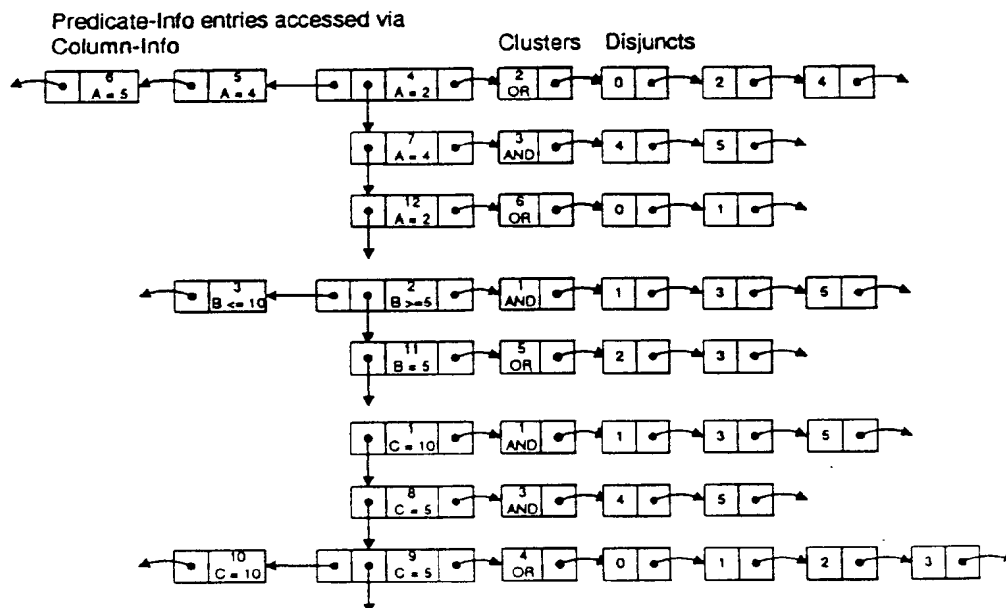 Predicate-Info entries accessed via
Column-Info
Clusters Disjuncts
6 5 4 2 0 2 4
A = 5 A = 4 A = 2 OR
7 3 4 5
A = 4 AND
12 6 0 1
A = 2 OR
3 2 1 1 3 5
B <= 10 B >=5 AND
11 5 2 3
B = 5 OR
1 1 1 3 5
C = 10 AND
8 3 4 5
C = 5 AND
10 9 4 0 1 2 3
C = 10 C = 5 OR